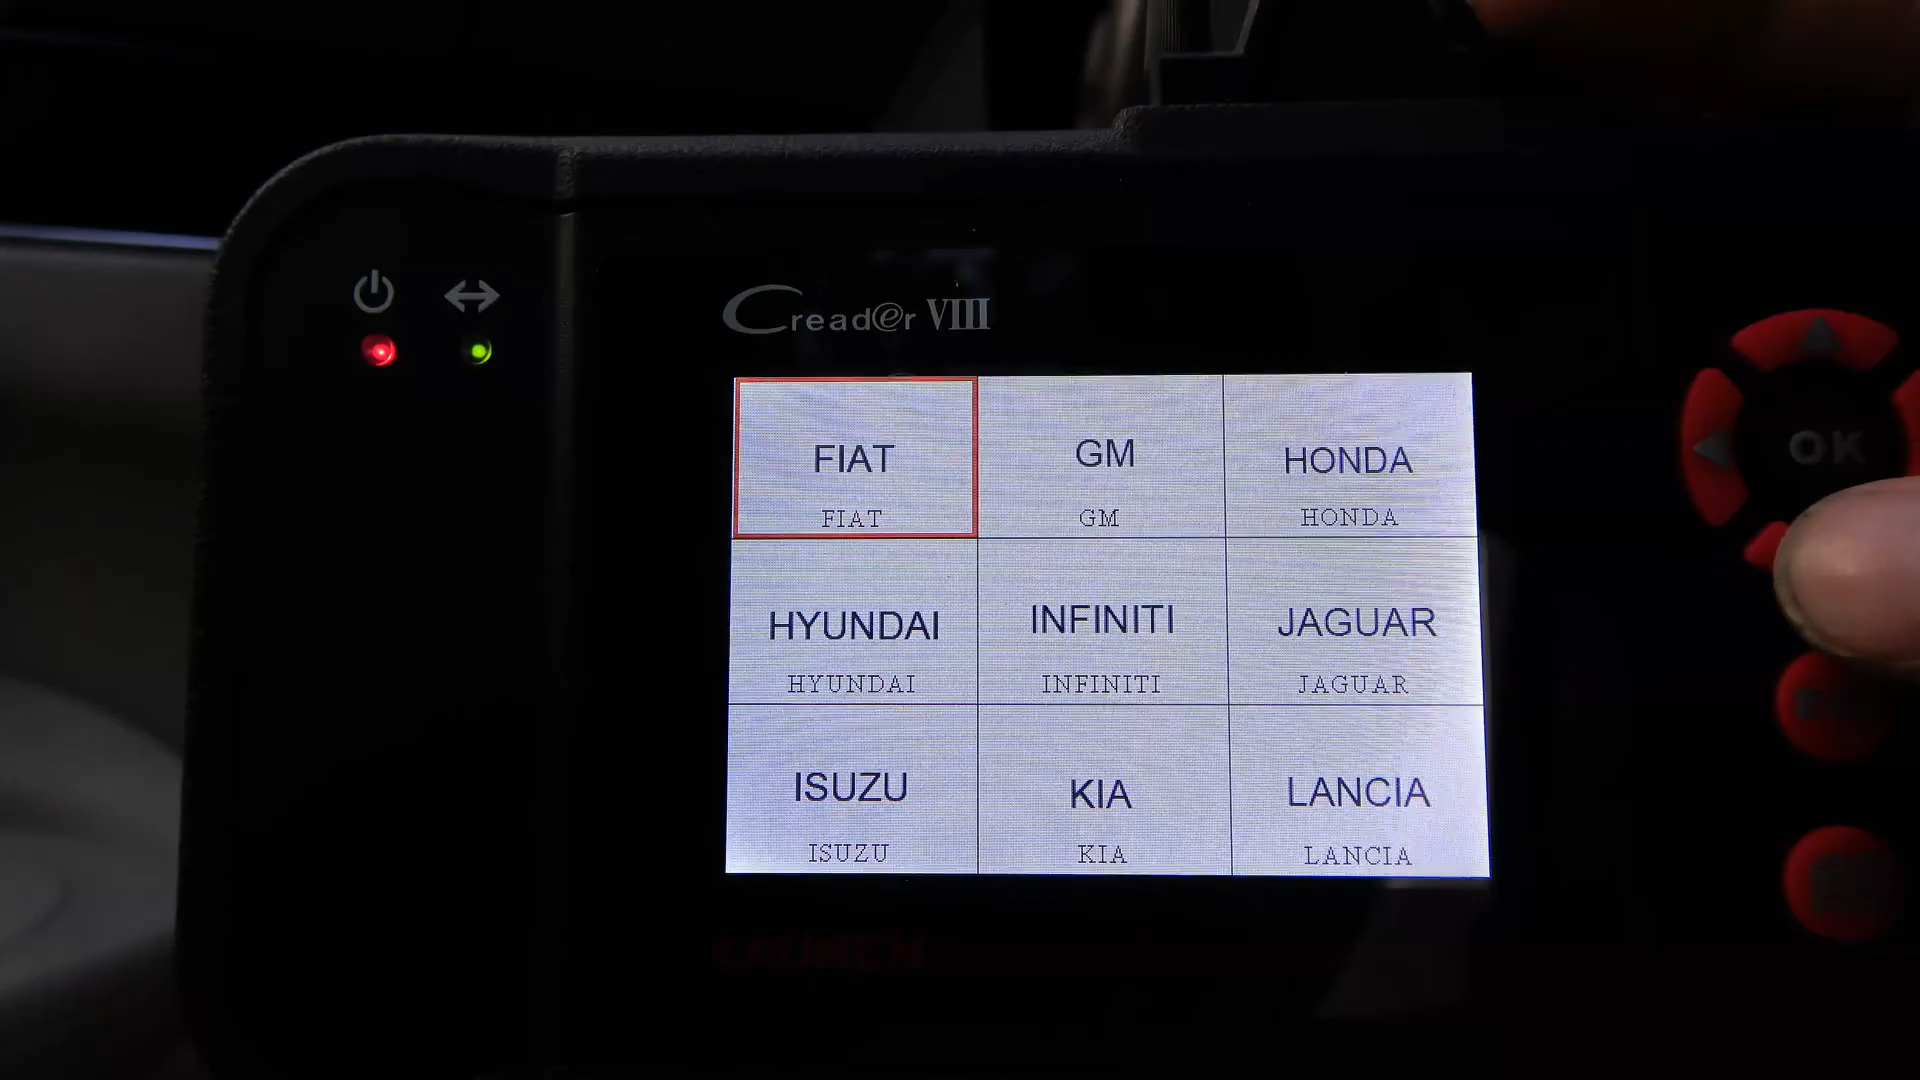 Cread@r VIII
FIAT GM HONDA
FIAT GM HONDA
HYUNDAI INFINITI JAGUAR
HYUNDAI INFINITI JAGUAR
ISUZU KIA LANCIA
ISUZU KIA LANCIA
OK
LAUNCH